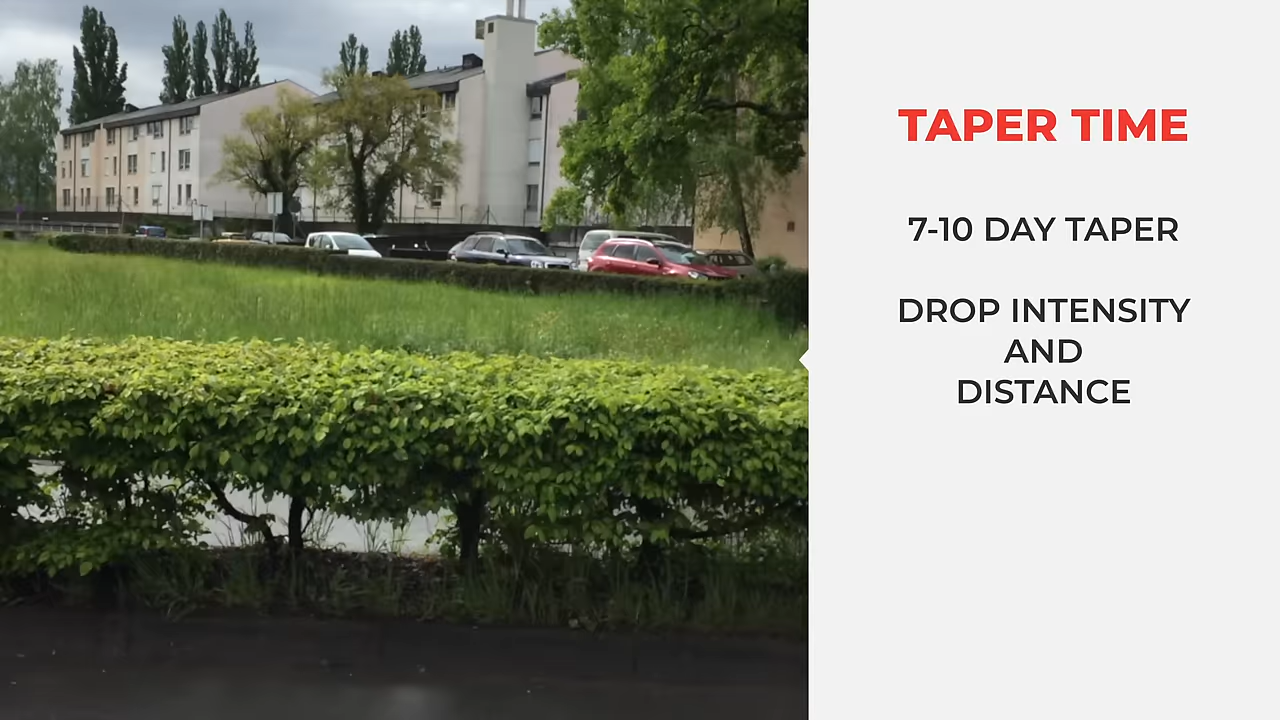 TAPER TIME
7-10 DAY TAPER
DROP INTENSITY
AND
DISTANCE